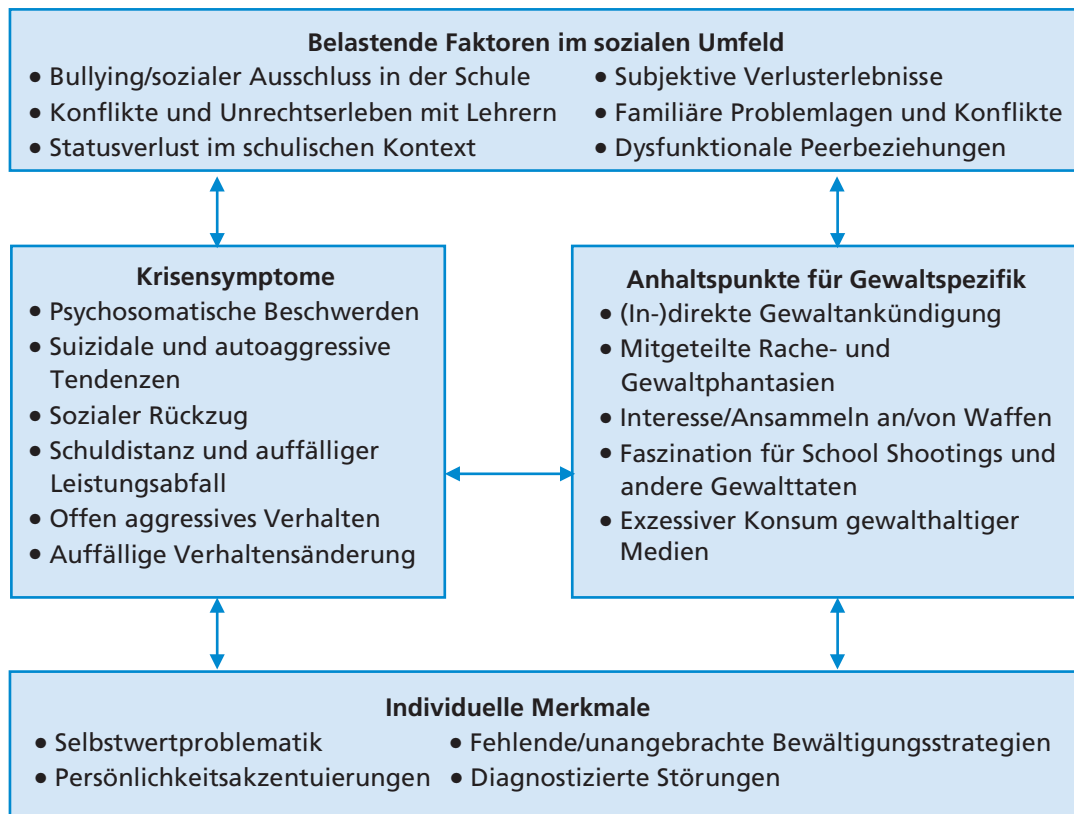 Belastende Faktoren im sozialen Umfeld
• Bullying/sozialer Ausschluss in der Schule
• Konflikte und Unrechtserleben mit Lehrern
• Statusverlust im schulischen Kontext
• Subjektive Verlusterlebnisse
• Familiäre Problemlagen und Konflikte
• Dysfunktionale Peerbeziehungen
Krisensymptome
• Psychosomatische Beschwerden
• Suizidale und autoaggressive
Tendenzen
• Sozialer Rückzug
• Schuldistanz und auffälliger
Leistungsabfall
• Offen aggressives Verhalten
• Auffällige Verhaltensänderung
Anhaltspunkte für Gewaltspezifik
• (In-)direkte Gewaltankündigung
• Mitgeteilte Rache- und
Gewaltphantasien
• Interesse/Ansammeln an/von Waffen
• Faszination für School Shootings und
andere Gewalttaten
• Exzessiver Konsum gewalthaltiger
Medien
Individuelle Merkmale
• Selbstwertproblematik
• Persönlichkeitsakzentuierungen
• Fehlende/unangebrachte Bewältigungsstrategien
• Diagnostizierte Störungen